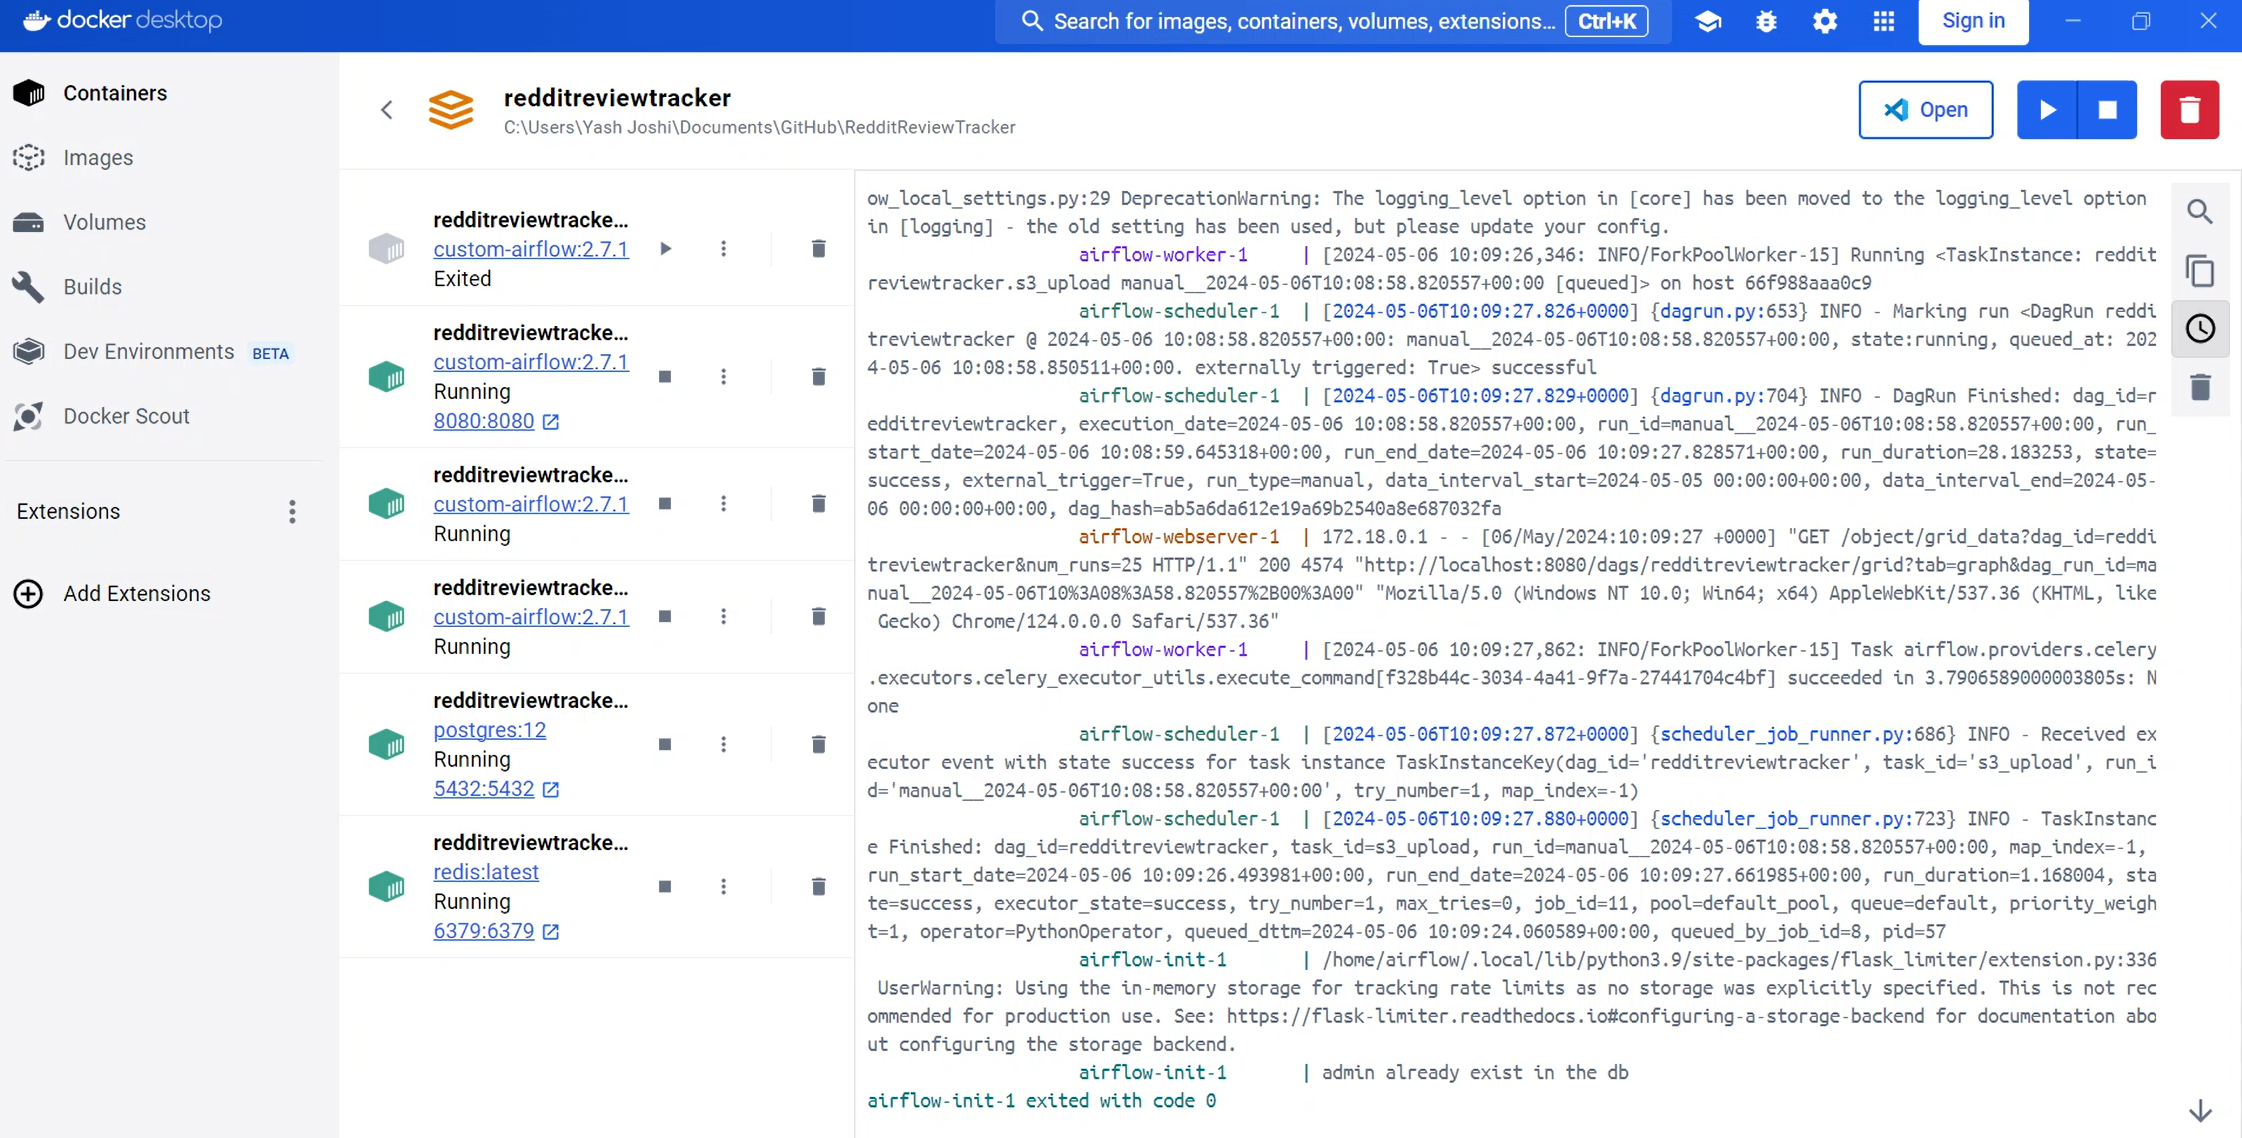 docker desktop
Search for images, containers, volumes, extensions... Ctrl+K
Sign in
Containers
Images
Volumes
Builds
Dev Environments BETA
Docker Scout
Extensions
Add Extensions
redditreviewtracker
C:\Users\Yash Joshi\Documents\GitHub\RedditReviewTracker
Open
redditreviewtracke...
custom-airflow:2.7.1
Exited
redditreviewtracke...
custom-airflow:2.7.1
Running
8080:8080
redditreviewtracke...
custom-airflow:2.7.1
Running
redditreviewtracke...
custom-airflow:2.7.1
Running
redditreviewtracke...
postgres:12
Running
5432:5432
redditreviewtracke...
redis:latest
Running
6379:6379
ow_local_settings.py:29 DeprecationWarning: The logging_level option in [core] has been moved to the logging_level option
in [logging] - the old setting has been used, but please update your config.
airflow-worker-1 | [2024-05-06 10:09:26,346: INFO/ForkPoolWorker-15] Running <TaskInstance: reddit
reviewtracker.s3_upload manual__2024-05-06T10:08:58.820557+00:00 [queued]> on host 66f988aaa0c9
airflow-scheduler-1 | [2024-05-06T10:09:27.826+0000] {dagrun.py:653} INFO - Marking run <DagRun reddi
treviewtracker @ 2024-05-06 10:08:58.820557+00:00: manual__2024-05-06T10:08:58.820557+00:00, state:running, queued_at: 202
4-05-06 10:08:58.850511+00:00. externally triggered: True> successful
airflow-scheduler-1 | [2024-05-06T10:09:27.829+0000] {dagrun.py:704} INFO - DagRun Finished: dag_id=r
edditreviewtracker, execution_date=2024-05-06 10:08:58.820557+00:00, run_id=manual__2024-05-06T10:08:58.820557+00:00, run_
start_date=2024-05-06 10:08:59.645318+00:00, run_end_date=2024-05-06 10:09:27.828571+00:00, run_duration=28.183253, state=
success, external_trigger=True, run_type=manual, data_interval_start=2024-05-05 00:00:00+00:00, data_interval_end=2024-05-
06 00:00:00+00:00, dag_hash=ab5a6da612e19a69b2540a8e687032fa
airflow-webserver-1 | 172.18.0.1 - - [06/May/2024:10:09:27 +0000] "GET /object/grid_data?dag_id=reddi
treviewtracker&num_runs=25 HTTP/1.1" 200 4574 "http://localhost:8080/dags/redditreviewtracker/grid?tab=graph&dag_run_id=ma
nual__2024-05-06T10%3A08%3A58.820557%2B00%3A00" "Mozilla/5.0 (Windows NT 10.0; Win64; x64) AppleWebKit/537.36 (KHTML, like
Gecko) Chrome/124.0.0.0 Safari/537.36"
airflow-worker-1 | [2024-05-06 10:09:27,862: INFO/ForkPoolWorker-15] Task airflow.providers.celery
.executors.celery_executor_utils.execute_command[f328b44c-3034-4a41-9f7a-27441704c4bf] succeeded in 3.7906589000003805s: N
one
airflow-scheduler-1 | [2024-05-06T10:09:27.872+0000] {scheduler_job_runner.py:686} INFO - Received ex
ecutor event with state success for task instance TaskInstanceKey(dag_id='redditreviewtracker', task_id='s3_upload', run_i
d='manual__2024-05-06T10:08:58.820557+00:00', try_number=1, map_index=-1)
airflow-scheduler-1 | [2024-05-06T10:09:27.880+0000] {scheduler_job_runner.py:723} INFO - TaskInstanc
e Finished: dag_id=redditreviewtracker, task_id=s3_upload, run_id=manual__2024-05-06T10:08:58.820557+00:00, map_index=-1,
run_start_date=2024-05-06 10:09:26.493981+00:00, run_end_date=2024-05-06 10:09:27.661985+00:00, run_duration=1.168004, sta
te=success, executor_state=success, try_number=1, max_tries=0, job_id=11, pool=default_pool, queue=default, priority_weigh
t=1, operator=PythonOperator, queued_dttm=2024-05-06 10:09:24.060589+00:00, queued_by_job_id=8, pid=57
airflow-init-1 | /home/airflow/.local/lib/python3.9/site-packages/flask_limiter/extension.py:336
UserWarning: Using the in-memory storage for tracking rate limits as no storage was explicitly specified. This is not rec
ommended for production use. See: https://flask-limiter.readthedocs.io#configuring-a-storage-backend for documentation abo
ut configuring the storage backend.
airflow-init-1 | admin already exist in the db
airflow-init-1 exited with code 0